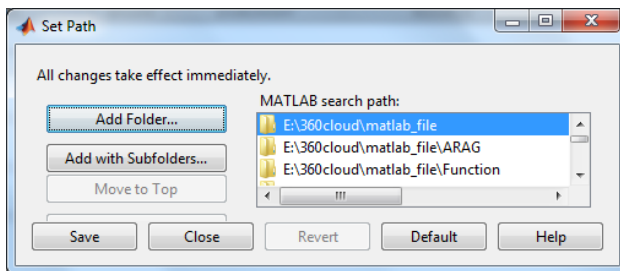 Set Path
All changes take effect immediately.
MATLAB search path:
Add Folder...
E:\360cloud\matlab_file
Add with Subfolders...
E:\360cloud\matlab_file\ARAG
E:\360cloud\matlab_file\Function
Move to Top
Save Close Revert Default Help